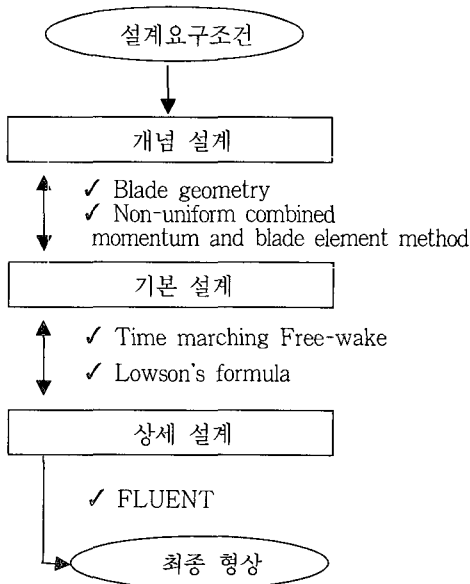 설계요구조건
개념 설계
✓ Blade geometry
✓ Non-uniform combined
momentum and blade element method
기본 설계
✓ Time marching Free-wake
✓ Lowson's formula
상세 설계
✓ FLUENT
최종 형상